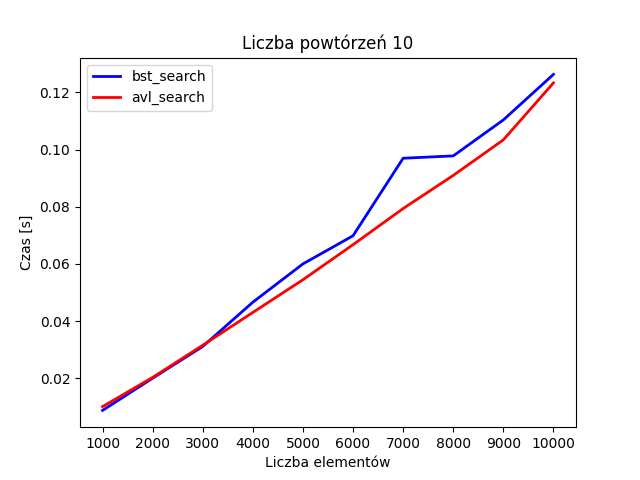 Liczba powtórzeń 10
bst_search
avl_search
Czas [s]
0.12
0.10
0.08
0.06
0.04
0.02
1000 2000 3000 4000 5000 6000 7000 8000 9000 10000
Liczba elementów